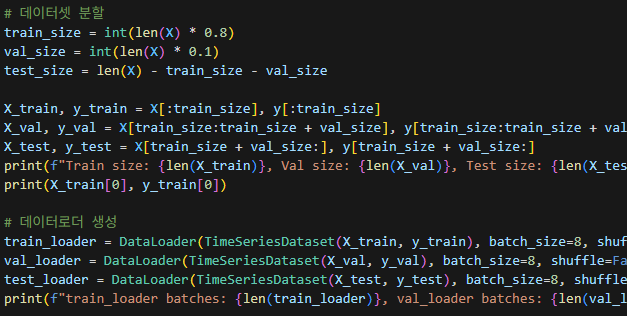 # 데이터셋 분할
train_size = int(len(X) * 0.8)
val_size = int(len(X) * 0.1)
test_size = len(X) - train_size - val_size
X_train, y_train = X[:train_size], y[:train_size]
X_val, y_val = X[train_size:train_size + val_size], y[train_size:train_size + val
X_test, y_test = X[train_size + val_size:], y[train_size + val_size:]
print(f"Train size: {len(X_train)}, Val size: {len(X_val)}, Test size: {len(X_tes
print(X_train[0], y_train[0])
# 데이터로더 생성
train_loader = DataLoader(TimeSeriesDataset(X_train, y_train), batch_size=8, shuff
val_loader = DataLoader(TimeSeriesDataset(X_val, y_val), batch_size=8, shuffle=Fa
test_loader = DataLoader(TimeSeriesDataset(X_test, y_test), batch_size=8, shuffle
print(f"train_loader batches: {len(train_loader)}, val_loader batches: {len(val_l